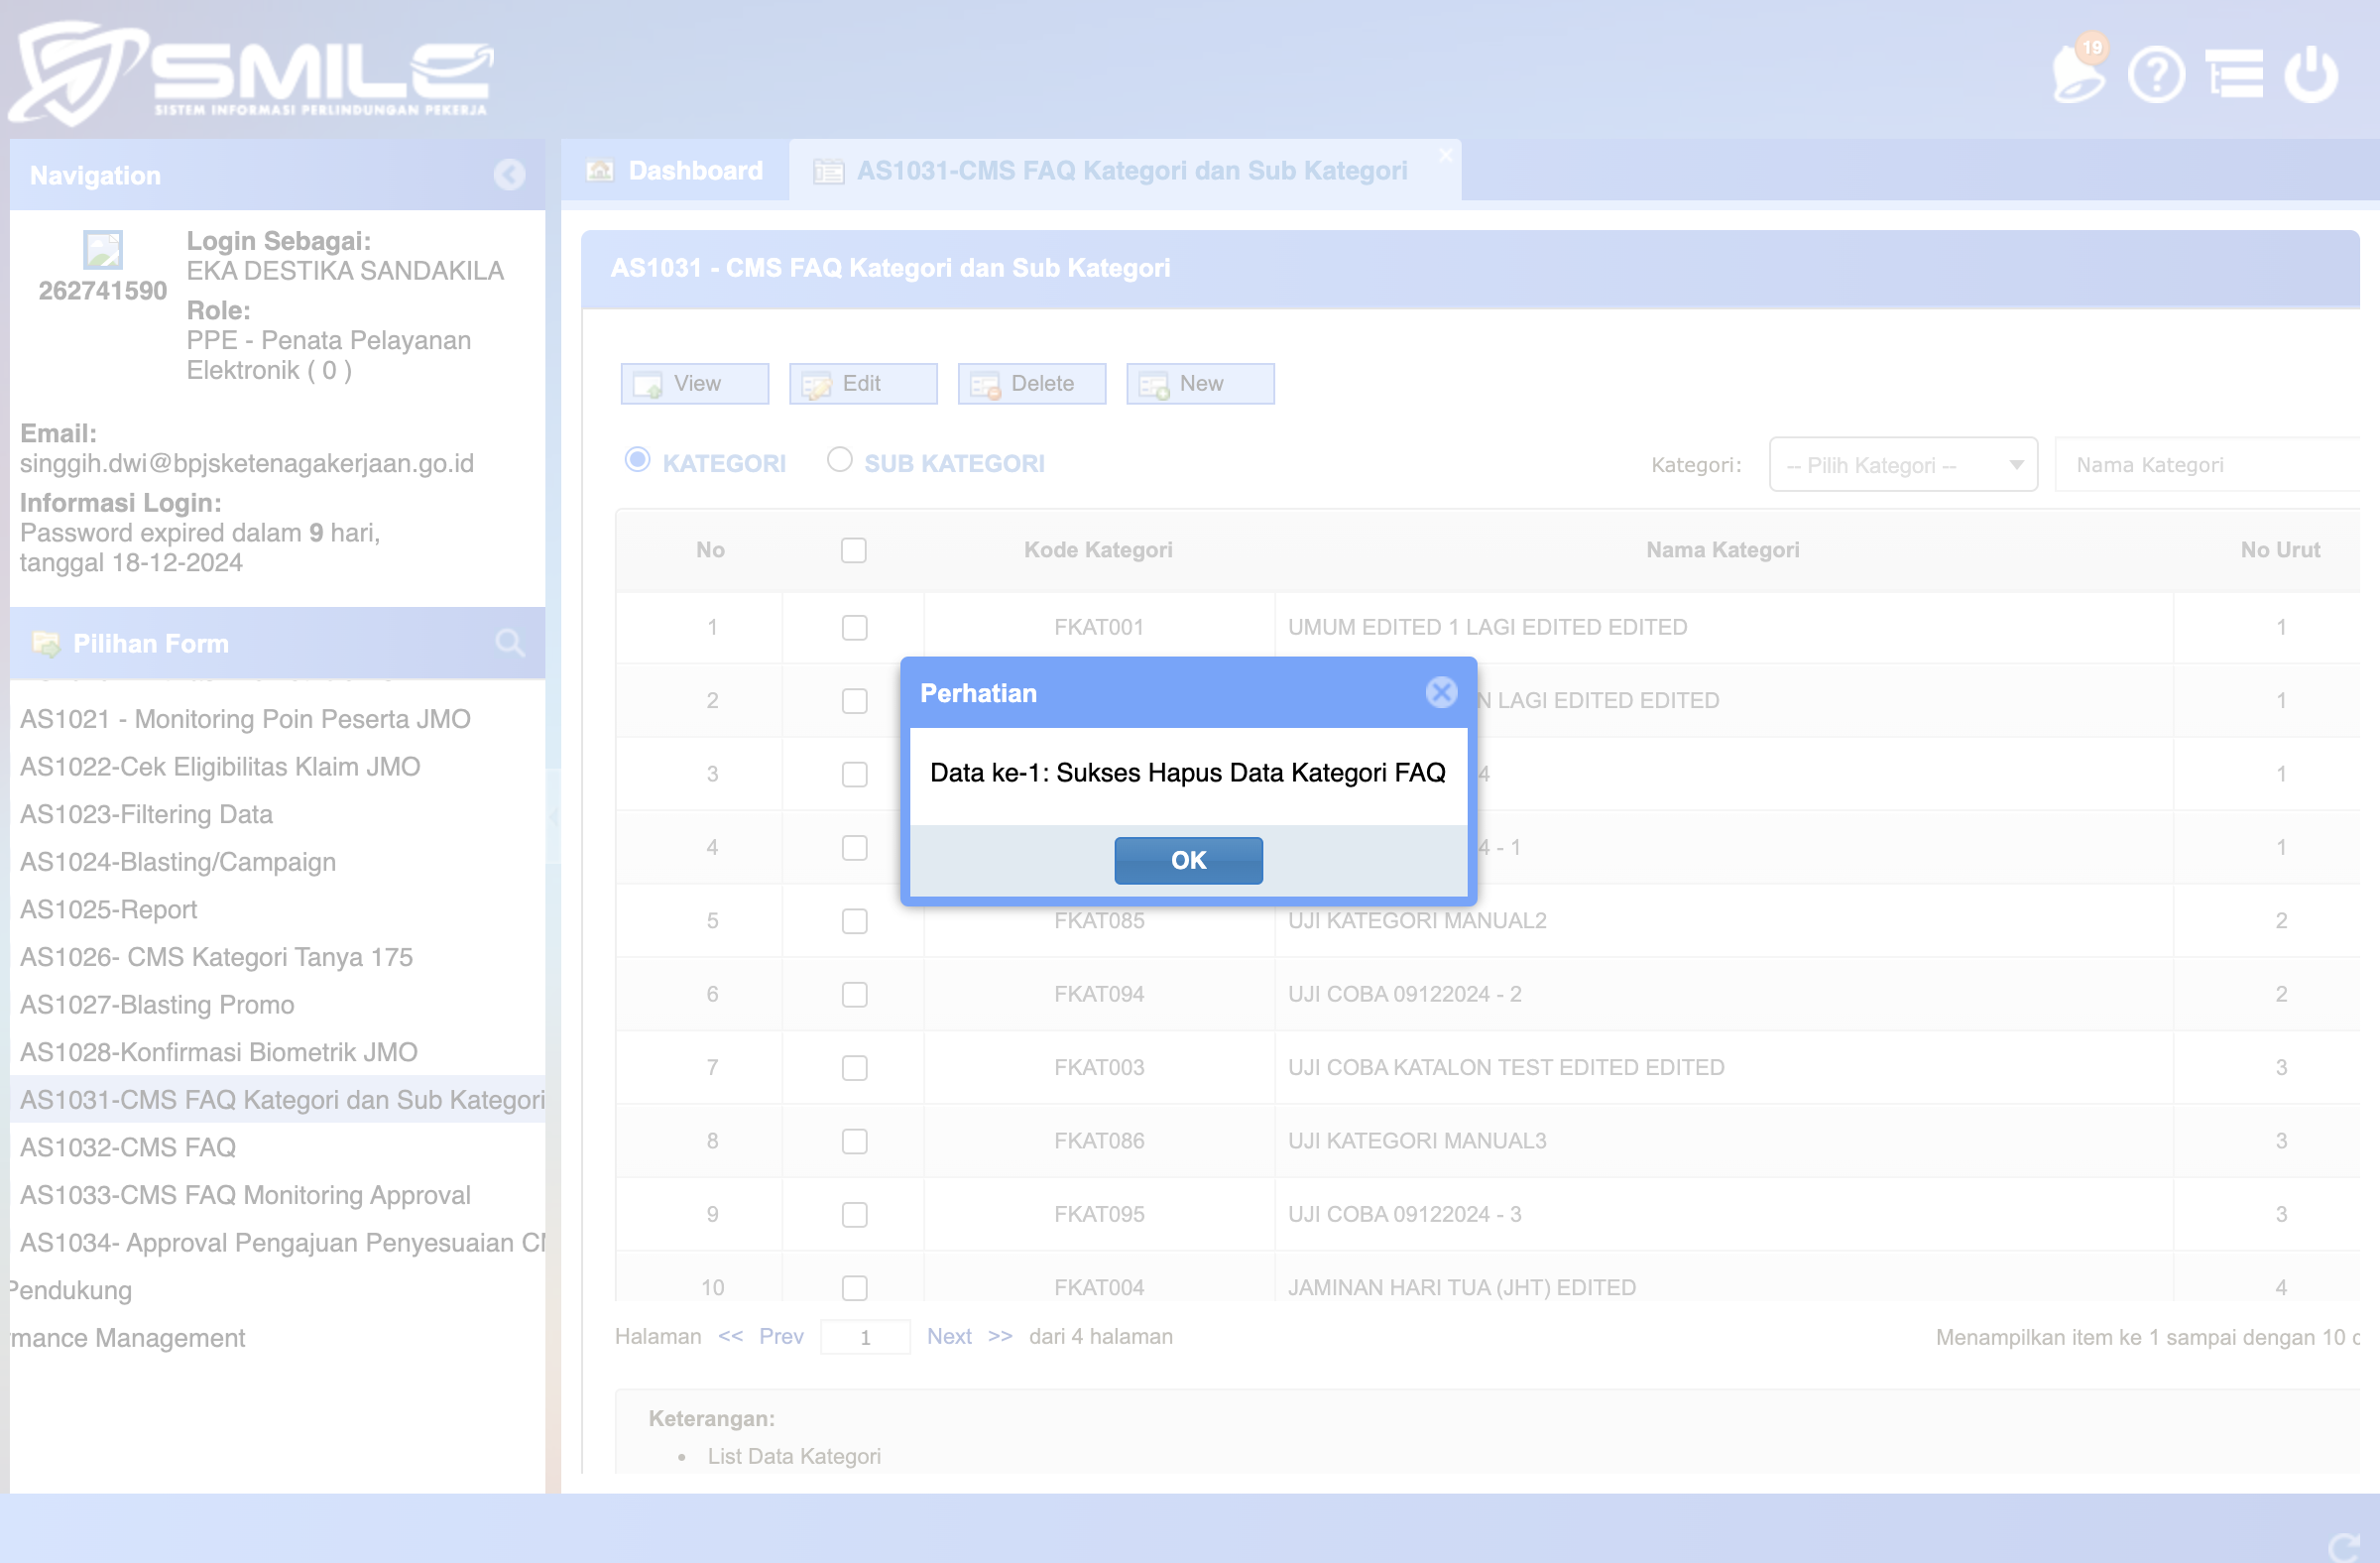 SMILE
SISTEM INFORMASI PERLINDUNGAN PEKERJA
19
Navigation
262741590
Login Sebagai:
EKA DESTIKA SANDAKILA
Role:
PPE - Penata Pelayanan
Elektronik ( 0 )
Email:
singgih.dwi@bpjsketenagakerjaan.go.id
Informasi Login:
Password expired dalam 9 hari,
tanggal 18-12-2024
Pilihan Form
AS1021 - Monitoring Poin Peserta JMO
AS1022-Cek Eligibilitas Klaim JMO
AS1023-Filtering Data
AS1024-Blasting/Campaign
AS1025-Report
AS1026- CMS Kategori Tanya 175
AS1027-Blasting Promo
AS1028-Konfirmasi Biometrik JMO
AS1031-CMS FAQ Kategori dan Sub Kategori
AS1032-CMS FAQ
AS1033-CMS FAQ Monitoring Approval
AS1034- Approval Pengajuan Penyesuaian
Pendukung
rmance Management
Dashboard
AS1031-CMS FAQ Kategori dan Sub Kategori
AS1031 - CMS FAQ Kategori dan Sub Kategori
View Edit Delete New
KATEGORI SUB KATEGORI Kategori: -- Pilih Kategori -- Nama Kategori
No Kode Kategori Nama Kategori No Urut
1 FKAT001 UMUM EDITED 1 LAGI EDITED EDITED 1
2 N LAGI EDITED EDITED 1
3 4 1
4 4 - 1 1
5 FKAT085 UJI KATEGORI MANUAL2 2
6 FKAT094 UJI COBA 09122024 - 2 2
7 FKAT003 UJI COBA KATALON TEST EDITED EDITED 3
8 FKAT086 UJI KATEGORI MANUAL3 3
9 FKAT095 UJI COBA 09122024 - 3 3
10 FKAT004 JAMINAN HARI TUA (JHT) EDITED 4
Perhatian
Data ke-1: Sukses Hapus Data Kategori FAQ
OK
Halaman << Prev 1 Next >> dari 4 halaman
Menampilkan item ke 1 sampai dengan 10
Keterangan:
• List Data Kategori